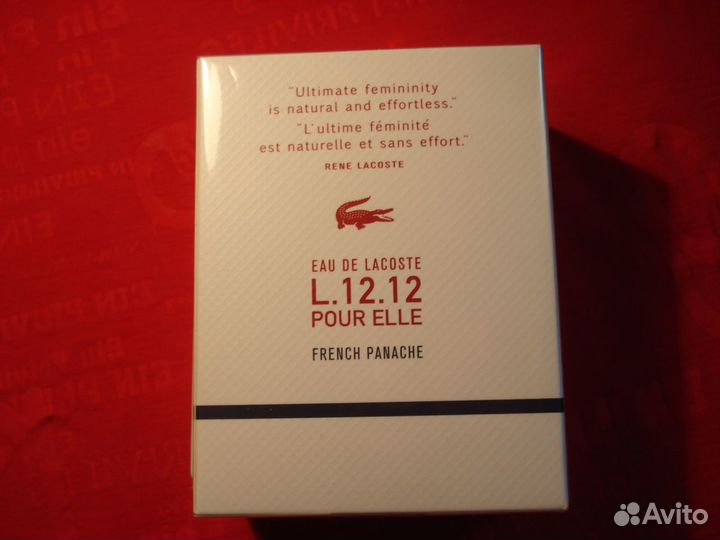 "Ultimate femininity
is natural and effortless."
"L'ultime féminité
est naturelle et sans effort."
RENE LACOSTE
EAU DE LACOSTE
L.12.12
POUR ELLE
FRENCH PANACHE
Avito